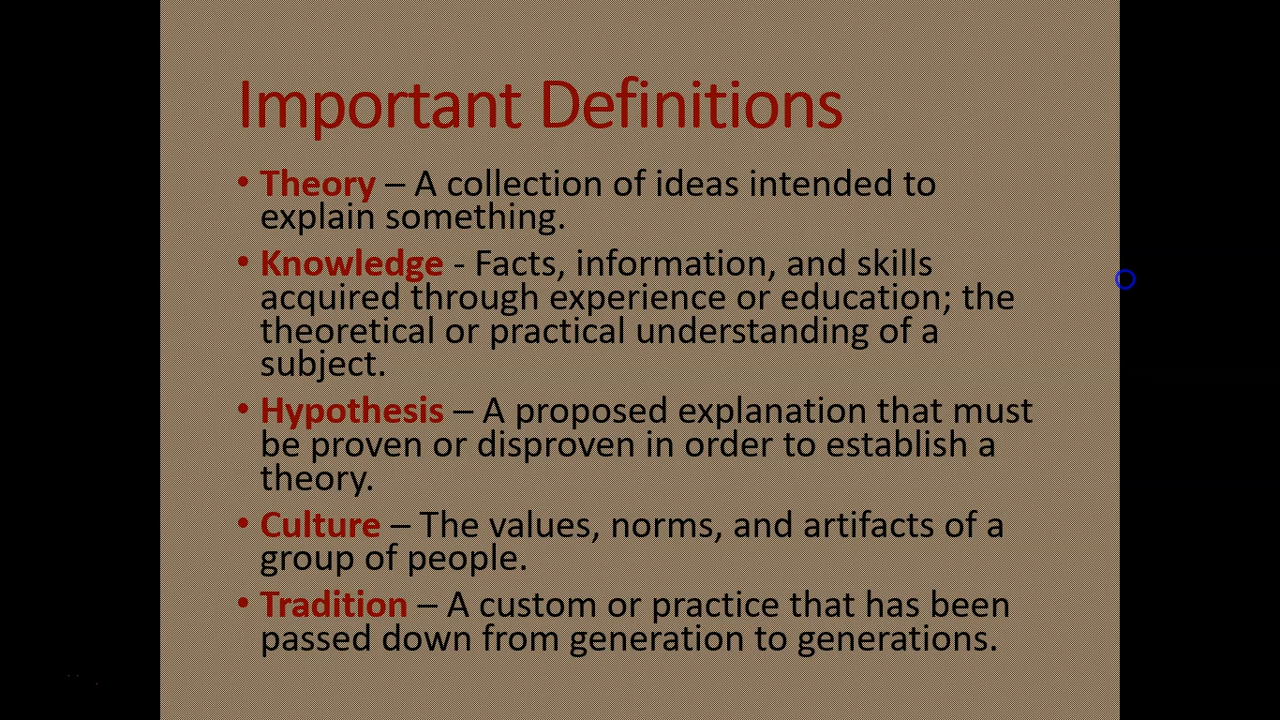 Important Definitions
• Theory – A collection of ideas intended to
explain something.
• Knowledge - Facts, information, and skills
acquired through experience or education; the
theoretical or practical understanding of a
subject.
• Hypothesis – A proposed explanation that must
be proven or disproven in order to establish a
theory.
• Culture – The values, norms, and artifacts of a
group of people.
• Tradition – A custom or practice that has been
passed down from generation to generations.